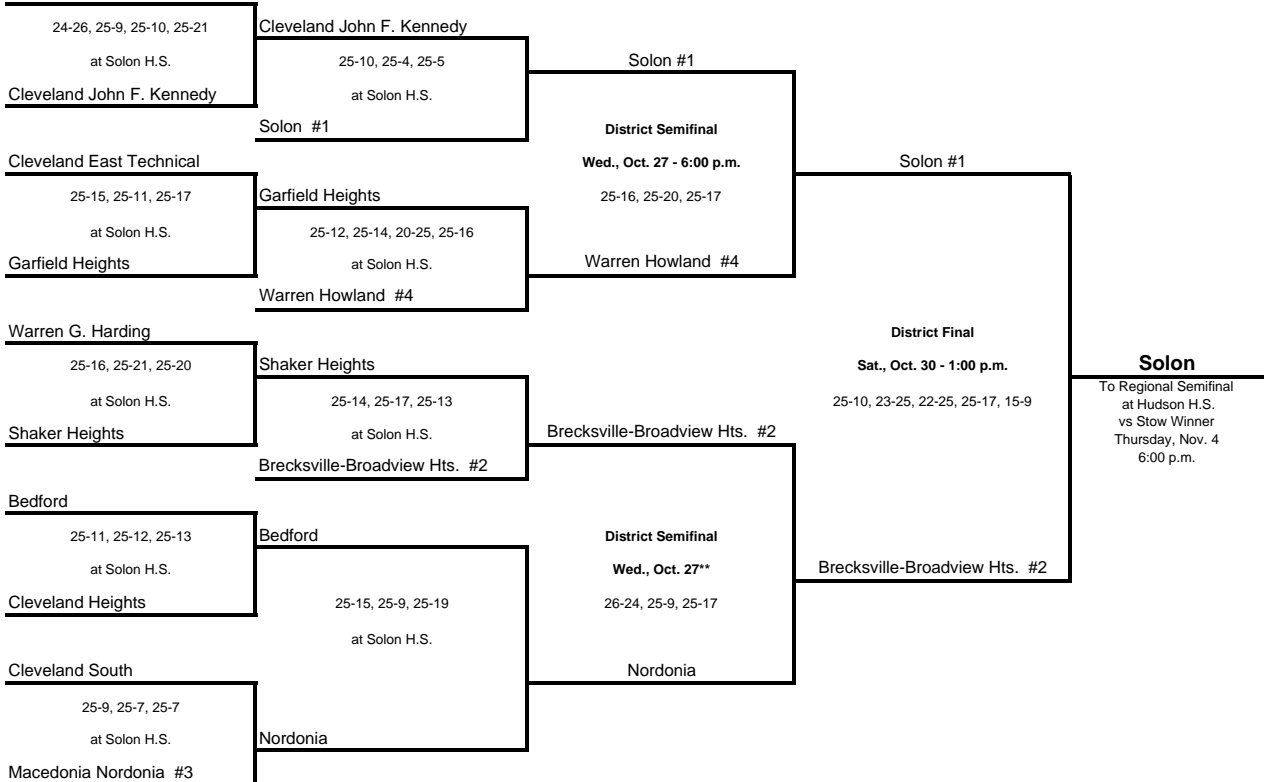 24-26, 25-9, 25-10, 25-21
at Solon H.S.
Cleveland John F. Kennedy
Cleveland East Technical
25-15, 25-11, 25-17
at Solon H.S.
Garfield Heights
Warren G. Harding
25-16, 25-21, 25-20
at Solon H.S.
Shaker Heights
Bedford
25-11, 25-12, 25-13
at Solon H.S.
Cleveland Heights
Cleveland South
25-9, 25-7, 25-7
at Solon H.S.
Macedonia Nordonia #3
Cleveland John F. Kennedy
25-10, 25-4, 25-5
at Solon H.S.
Solon #1
Garfield Heights
25-12, 25-14, 20-25, 25-16
at Solon H.S.
Warren Howland #4
Shaker Heights
25-14, 25-17, 25-13
at Solon H.S.
Brecksville-Broadview Hts. #2
Bedford
25-15, 25-9, 25-19
at Solon H.S.
Nordonia
Solon #1
District Semifinal
Wed., Oct. 27 - 6:00 p.m.
25-16, 25-20, 25-17
Warren Howland #4
Brecksville-Broadview Hts. #2
District Semifinal
Wed., Oct. 27**
26-24, 25-9, 25-17
Nordonia
Solon #1
District Final
Sat., Oct. 30 - 1:00 p.m.
25-10, 23-25, 22-25, 25-17, 15-9
Brecksville-Broadview Hts. #2
Solon
To Regional Semifinal
at Hudson H.S.
vs Stow Winner
Thursday, Nov. 4
6:00 p.m.